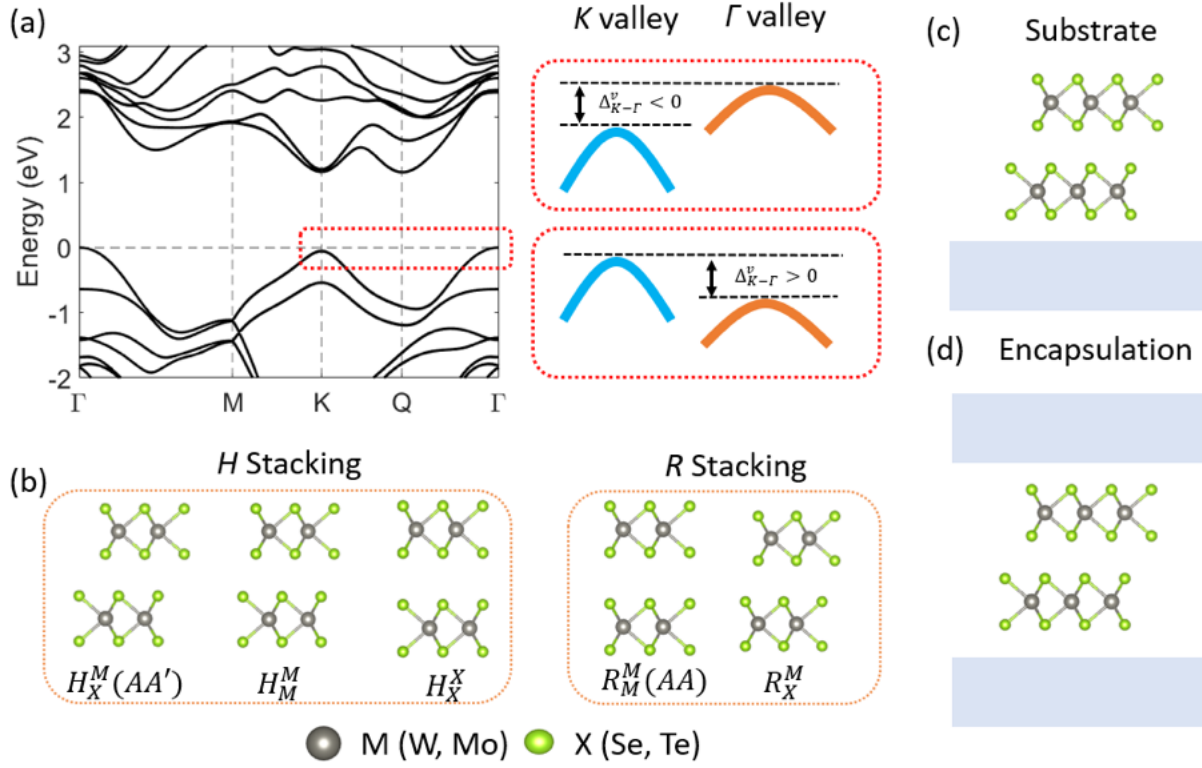 (a)
Energy (eV)
3
2
1
0
-1
-2
Γ M K Q Γ
K valley Γ valley
Δ^v_{K−Γ} < 0
Δ^v_{K−Γ} > 0
(b)
H Stacking
H^M_X(AA′) H^M_M H^X_X
R Stacking
R^M_M(AA) R^M_X
M (W, Mo) X (Se, Te)
(c) Substrate
(d) Encapsulation